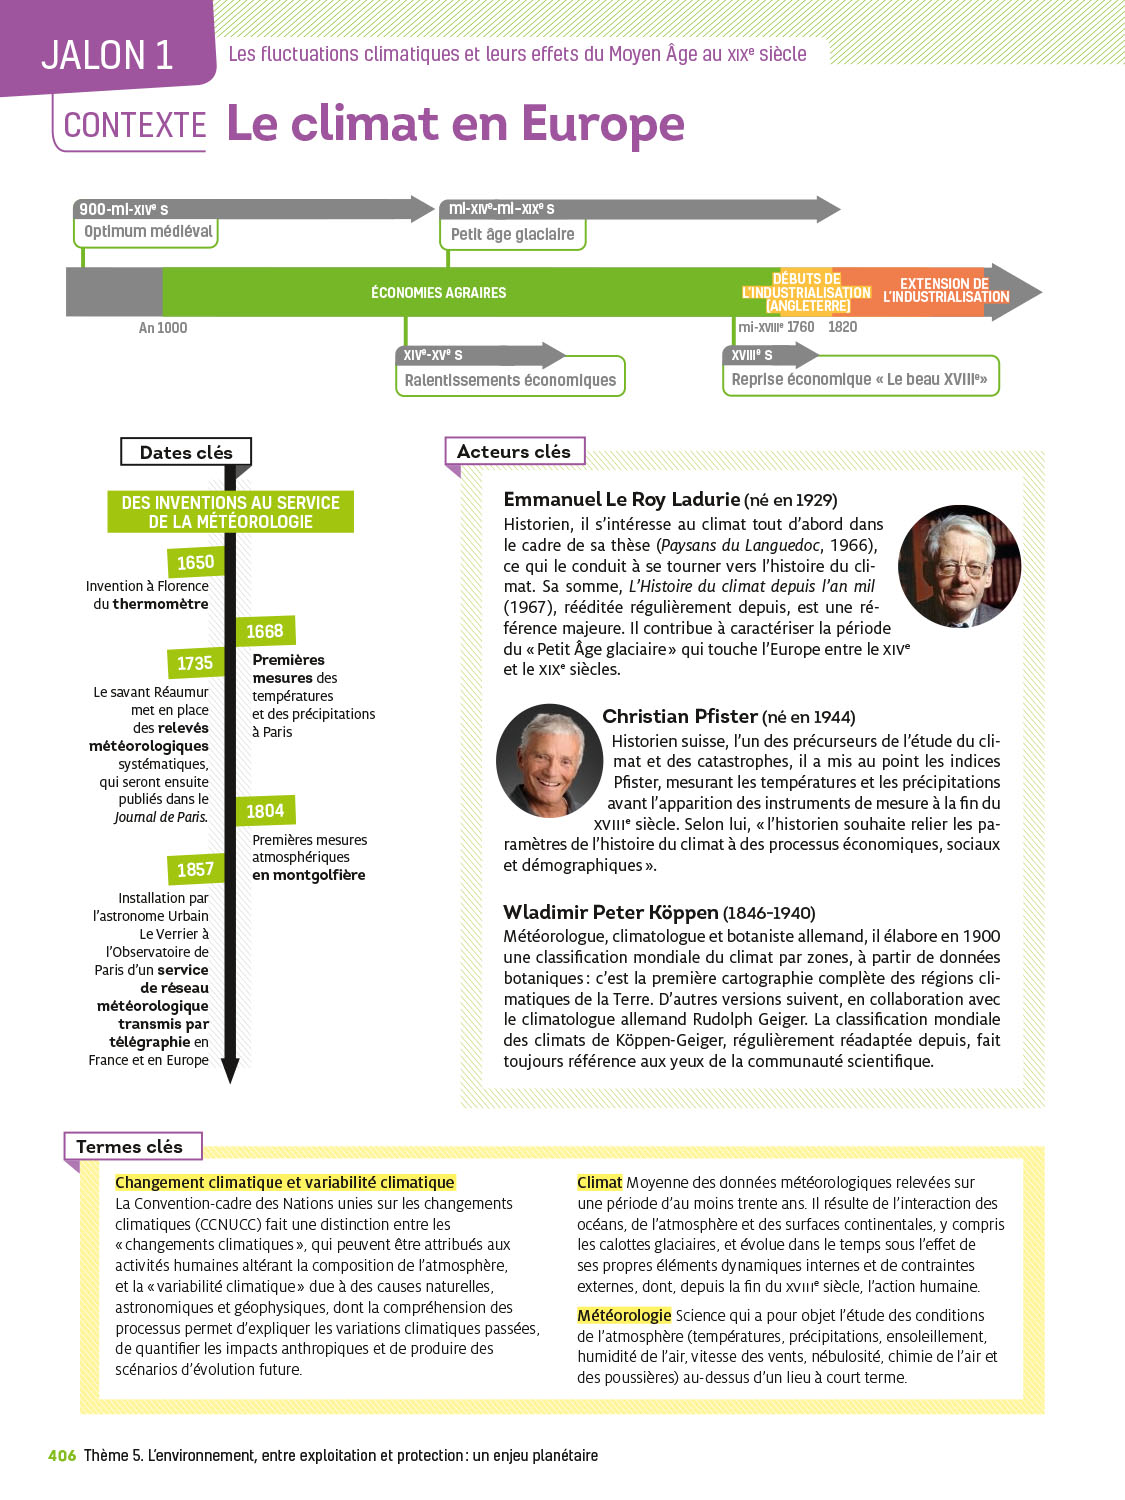 JALON 1
Les fluctuations climatiques et leurs effets du Moyen Âge au XIXe siècle
CONTEXTE Le climat en Europe
900-mI-XIVe S
Optimum médiéval
mI-XIVe-mI-XIXe S
Petit âge glaciaire
ÉCONOMIES AGRAIRES
DÉBUTS DE
L'INDUSTRIALISATION
(ANGLETERRE)
EXTENSION DE
L'INDUSTRIALISATION
An 1000
mi-XVIIIe 1760 1820
XIVe-XVe S
Ralentissements économiques
XVIIIe S
Reprise économique « Le beau XVIIIe»
Dates clés
DES INVENTIONS AU SERVICE
DE LA MÉTÉOROLOGIE
1650
Invention à Florence
du thermomètre
1668
Premières
mesures des
températures
et des précipitations
à Paris
1735
Le savant Réaumur
met en place
des relevés
météorologiques
systématiques,
qui seront ensuite
publiés dans le
Journal de Paris.
1804
Premières mesures
atmosphériques
en montgolfière
1857
Installation par
l'astronome Urbain
Le Verrier à
l'Observatoire de
Paris d'un service
de réseau
météorologique
transmis par
télégraphie en
France et en Europe
Acteurs clés
Emmanuel Le Roy Ladurie (né en 1929)
Historien, il s'intéresse au climat tout d'abord dans
le cadre de sa thèse (Paysans du Languedoc, 1966),
ce qui le conduit à se tourner vers l'histoire du cli-
mat. Sa somme, L'Histoire du climat depuis l'an mil
(1967), rééditée régulièrement depuis, est une ré-
férence majeure. Il contribue à caractériser la période
du « Petit Âge glaciaire » qui touche l'Europe entre le XIVe
et le XIXe siècles.
Christian Pfister (né en 1944)
Historien suisse, l'un des précurseurs de l'étude du cli-
mat et des catastrophes, il a mis au point les indices
Pfister, mesurant les températures et les précipitations
avant l'apparition des instruments de mesure à la fin du
XVIIIe siècle. Selon lui, « l'historien souhaite relier les pa-
ramètres de l'histoire du climat à des processus économiques, sociaux
et démographiques ».
Wladimir Peter Köppen (1846-1940)
Météorologue, climatologue et botaniste allemand, il élabore en 1900
une classification mondiale du climat par zones, à partir de données
botaniques : c'est la première cartographie complète des régions cli-
matiques de la Terre. D'autres versions suivent, en collaboration avec
le climatologue allemand Rudolph Geiger. La classification mondiale
des climats de Köppen-Geiger, régulièrement réadaptée depuis, fait
toujours référence aux yeux de la communauté scientifique.
Termes clés
Changement climatique et variabilité climatique
La Convention-cadre des Nations unies sur les changements
climatiques (CCNUCC) fait une distinction entre les
« changements climatiques », qui peuvent être attribués aux
activités humaines altérant la composition de l'atmosphère,
et la « variabilité climatique » due à des causes naturelles,
astronomiques et géophysiques, dont la compréhension des
processus permet d'expliquer les variations climatiques passées,
de quantifier les impacts anthropiques et de produire des
scénarios d'évolution future.
Climat Moyenne des données météorologiques relevées sur
une période d'au moins trente ans. Il résulte de l'interaction des
océans, de l'atmosphère et des surfaces continentales, y compris
les calottes glaciaires, et évolue dans le temps sous l'effet de
ses propres éléments dynamiques internes et de contraintes
externes, dont, depuis la fin du XVIIIe siècle, l'action humaine.
Météorologie Science qui a pour objet l'étude des conditions
de l'atmosphère (températures, précipitations, ensoleillement,
humidité de l'air, vitesse des vents, nébulosité, chimie de l'air et
des poussières) au-dessus d'un lieu à court terme.
406 Thème 5. L'environnement, entre exploitation et protection : un enjeu planétaire